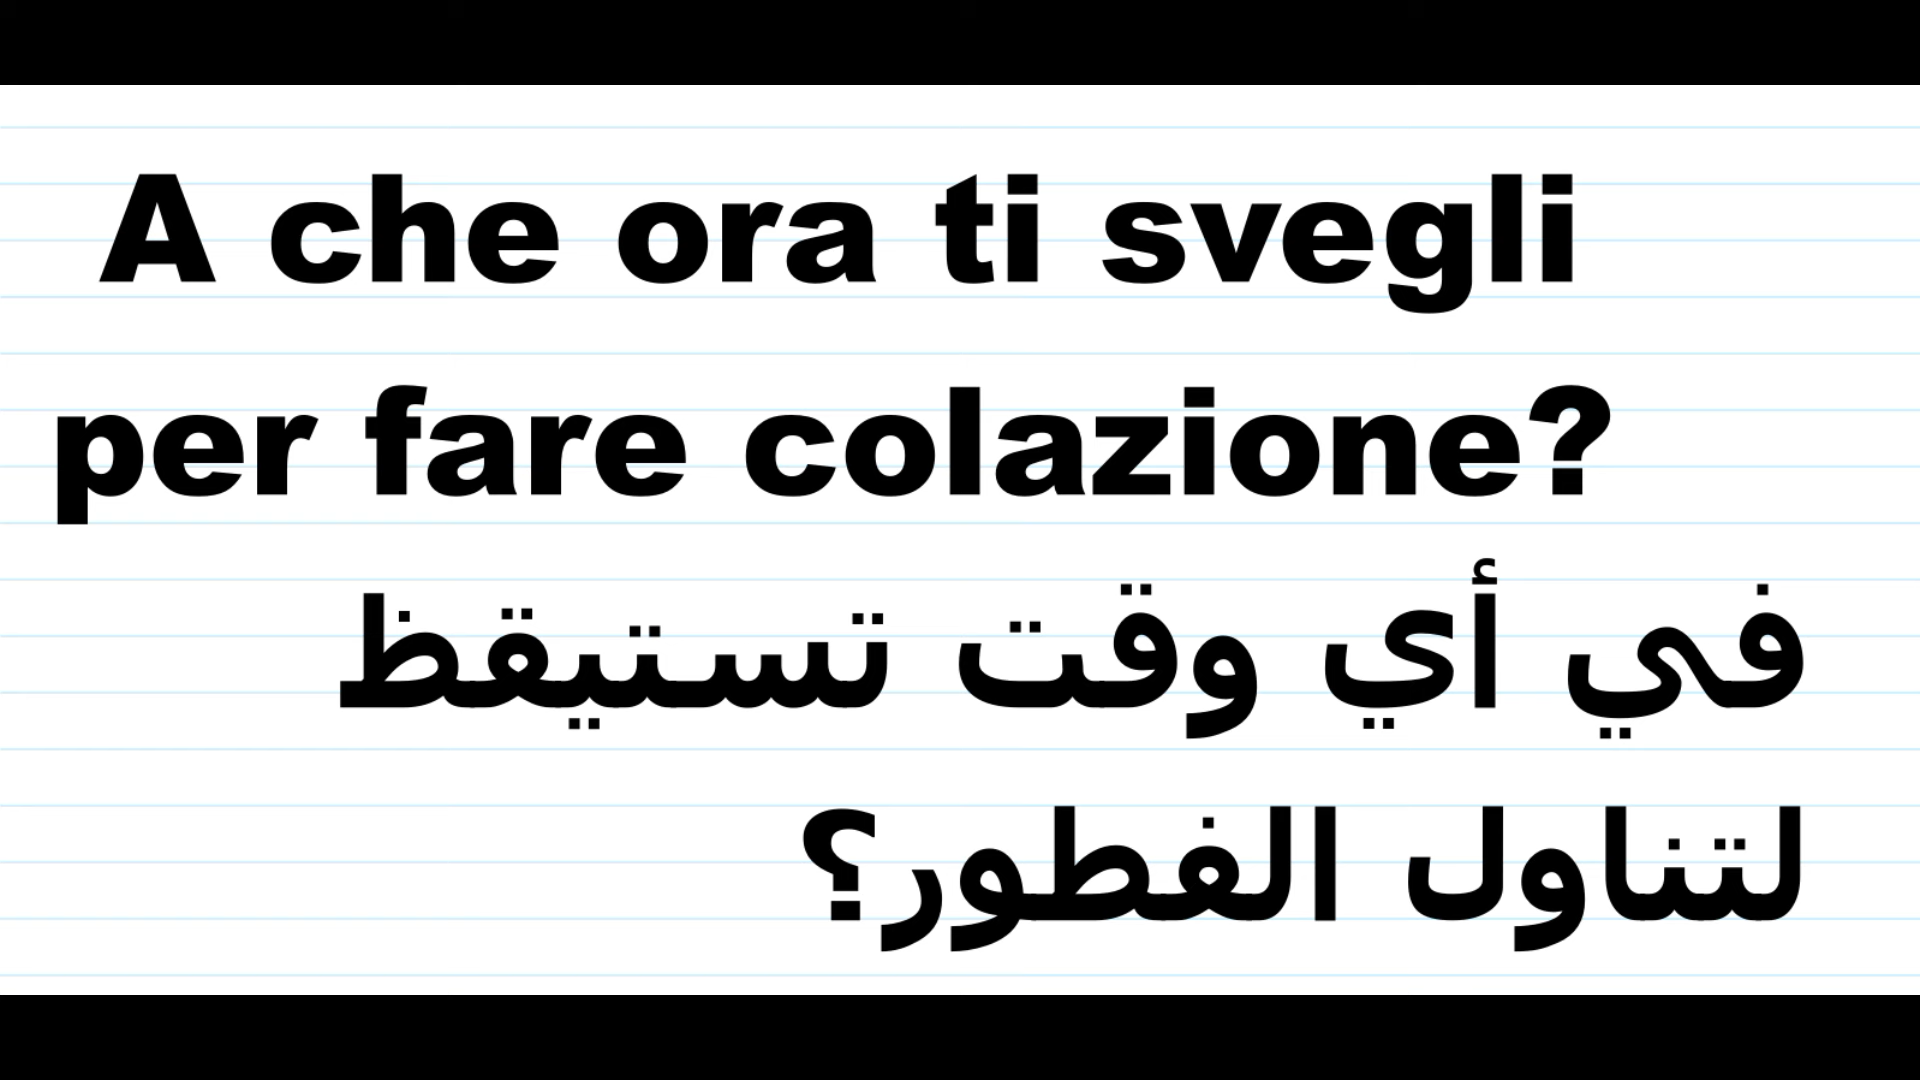 A che ora ti svegli
per fare colazione?
في أي وقت تستيقظ
لتناول الفطور؟